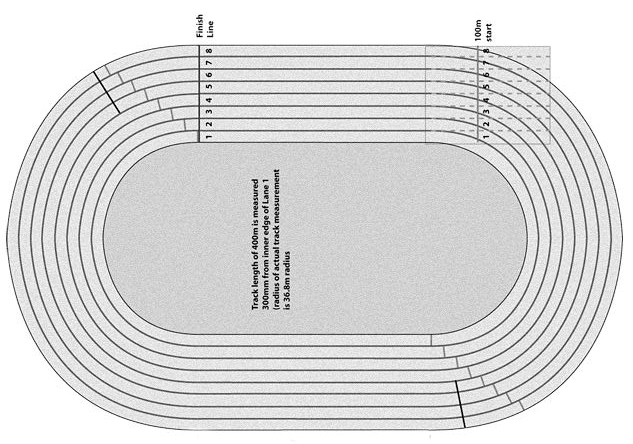 Finish
Line
100m
start
8
7
6
5
4
3
2
1
8
7
6
5
4
3
2
1
Track length of 400m is measured
300mm from inner edge of Lane 1
(radius of actual track measurement
is 36.8m radius